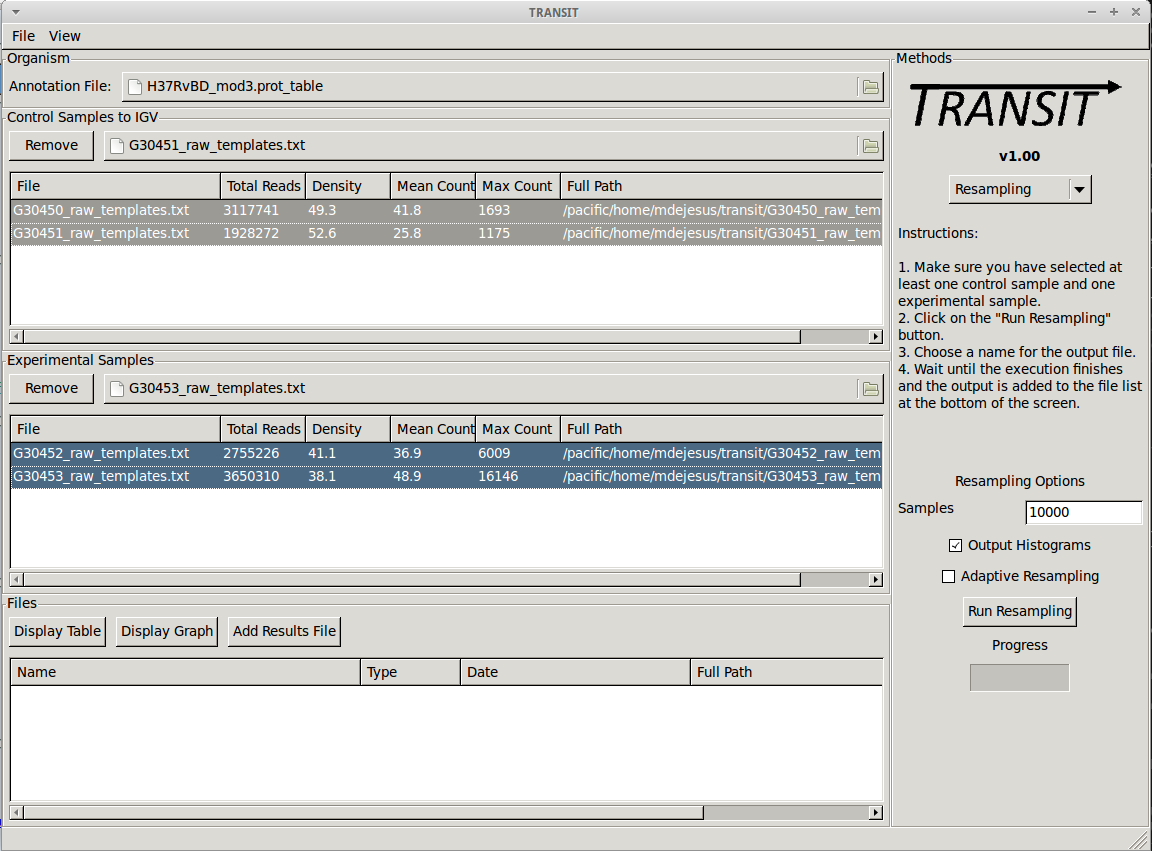 TRANSIT
File View
Organism
Annotation File: H37RvBD_mod3.prot_table
Control Samples to IGV
Remove G30451_raw_templates.txt
File Total Reads Density Mean Count Max Count Full Path
G30450_raw_templates.txt 3117741 49.3 41.8 1693 /pacific/home/mdejesus/transit/G30450_raw_tem
G30451_raw_templates.txt 1928272 52.6 25.8 1175 /pacific/home/mdejesus/transit/G30451_raw_tem
Experimental Samples
Remove G30453_raw_templates.txt
File Total Reads Density Mean Count Max Count Full Path
G30452_raw_templates.txt 2755226 41.1 36.9 6009 /pacific/home/mdejesus/transit/G30452_raw_tem
G30453_raw_templates.txt 3650310 38.1 48.9 16146 /pacific/home/mdejesus/transit/G30453_raw_tem
Files
Display Table Display Graph Add Results File
Name Type Date Full Path
Methods
TRANSIT
v1.00
Resampling
Instructions:
1. Make sure you have selected at
least one control sample and one
experimental sample.
2. Click on the "Run Resampling"
button.
3. Choose a name for the output file.
4. Wait until the execution finishes
and the output is added to the file list
at the bottom of the screen.
Resampling Options
Samples 10000
Output Histograms
Adaptive Resampling
Run Resampling
Progress